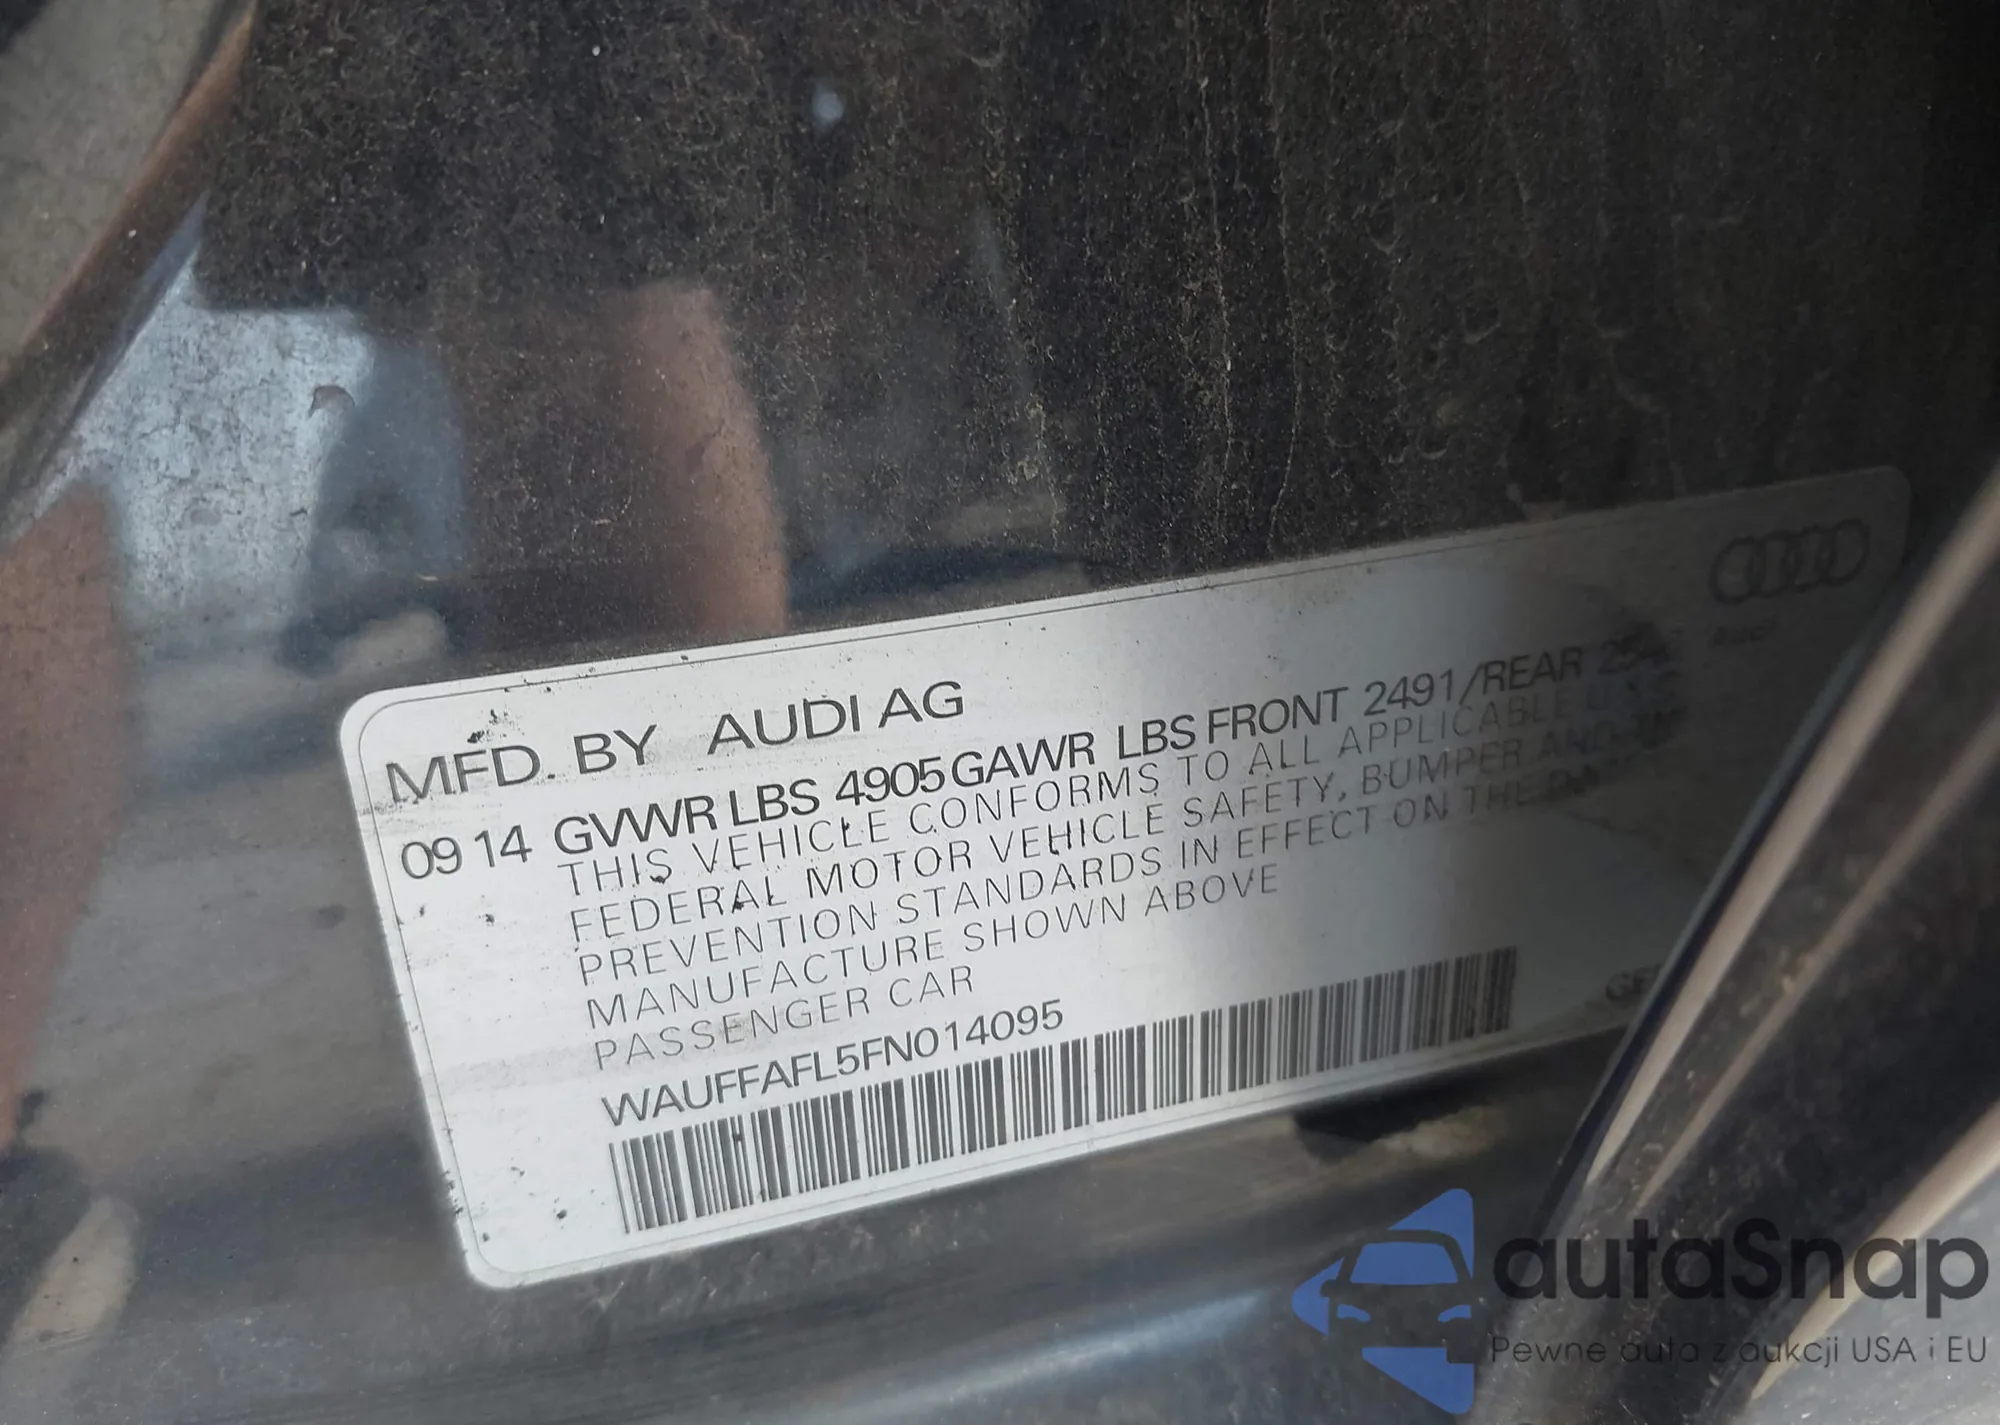 MFD. BY AUDI AG
09 14 GVWR LBS 4905 GAWR LBS FRONT 2491/REAR
THIS VEHICLE CONFORMS TO ALL APPLICABLE
FEDERAL MOTOR VEHICLE SAFETY, BUMPER AND
PREVENTION STANDARDS IN EFFECT ON THE
MANUFACTURE SHOWN ABOVE
PASSENGER CAR
WAUFFAFL5FN014095
autaSnap
Pewne auta z aukcji USA i EU